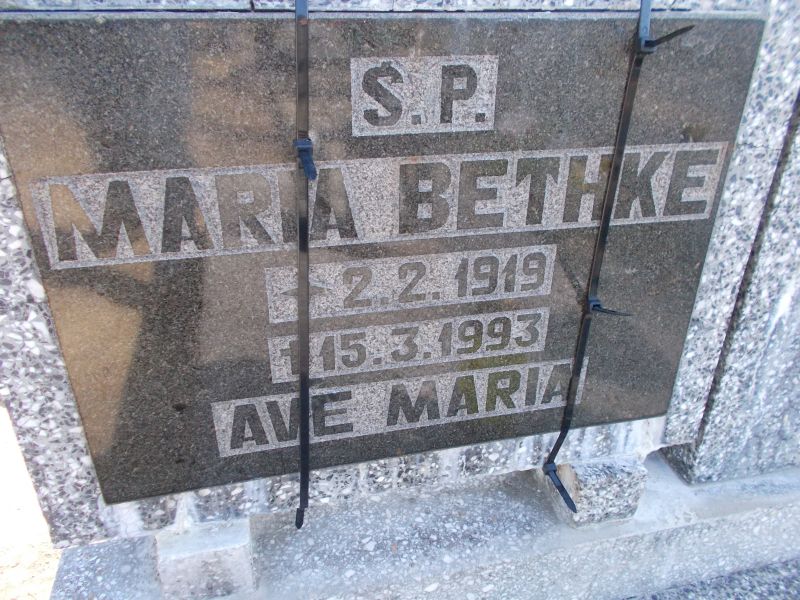 S.P.
MARIA BETHKE
2.2.1919
†15.3.1993
AVE MARIA